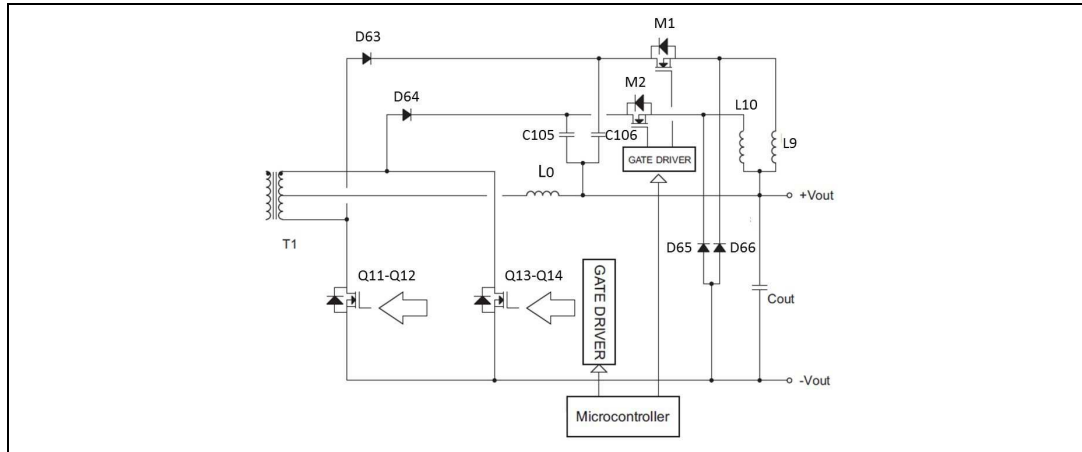 D63
M1
D64
M2
L10
C105
C106
L9
GATE DRIVER
Lo
+Vout
T1
D65
D66
Q11-Q12
Q13-Q14
GATE DRIVER
Cout
-Vout
Microcontroller